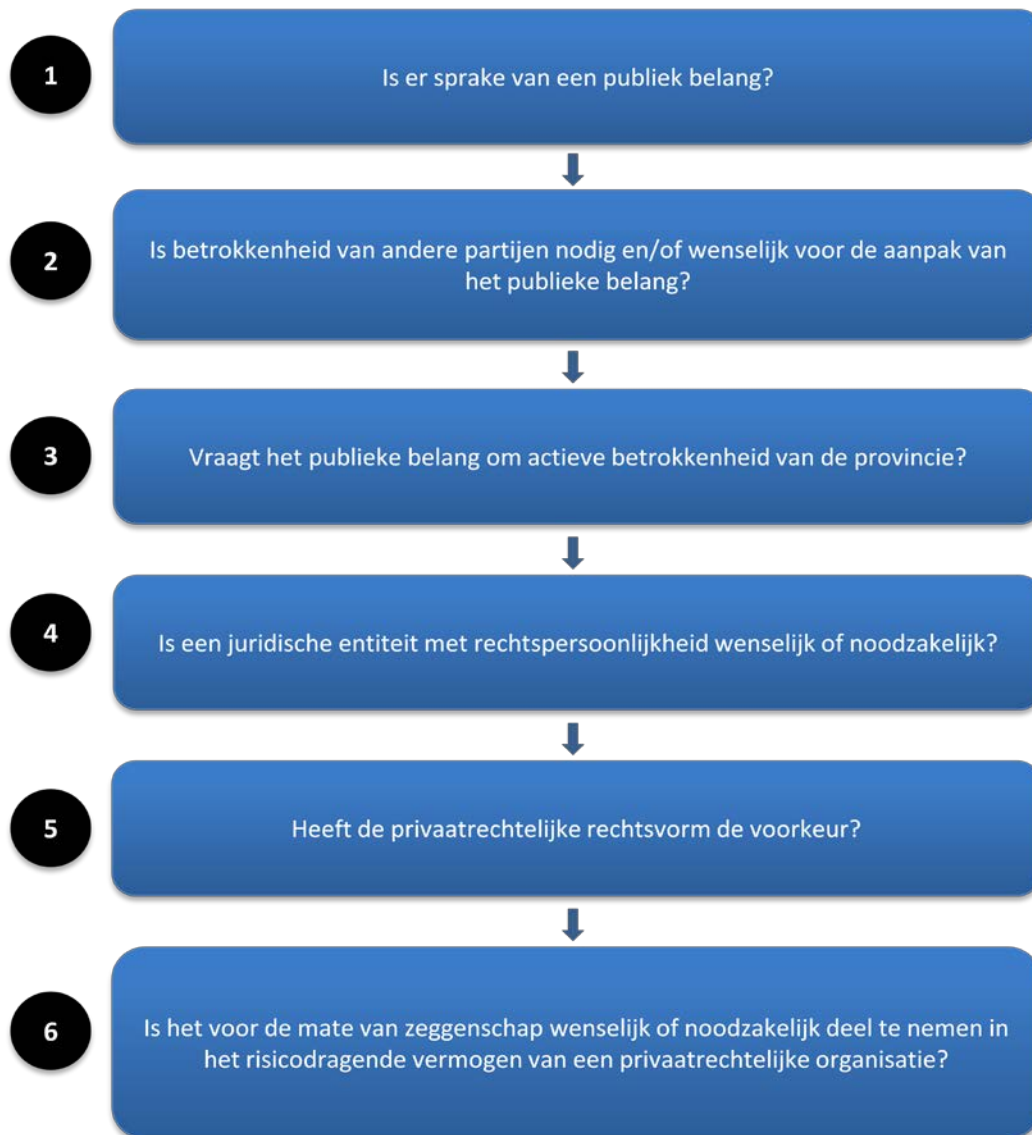 1
Is er sprake van een publiek belang?
2
Is betrokkenheid van andere partijen nodig en/of wenselijk voor de aanpak van
het publieke belang?
3
Vraagt het publieke belang om actieve betrokkenheid van de provincie?
4
Is een juridische entiteit met rechtspersoonlijkheid wenselijk of noodzakelijk?
5
Heeft de privaatrechtelijke rechtsvorm de voorkeur?
6
Is het voor de mate van zeggenschap wenselijk of noodzakelijk deel te nemen in
het risicodragende vermogen van een privaatrechtelijke organisatie?